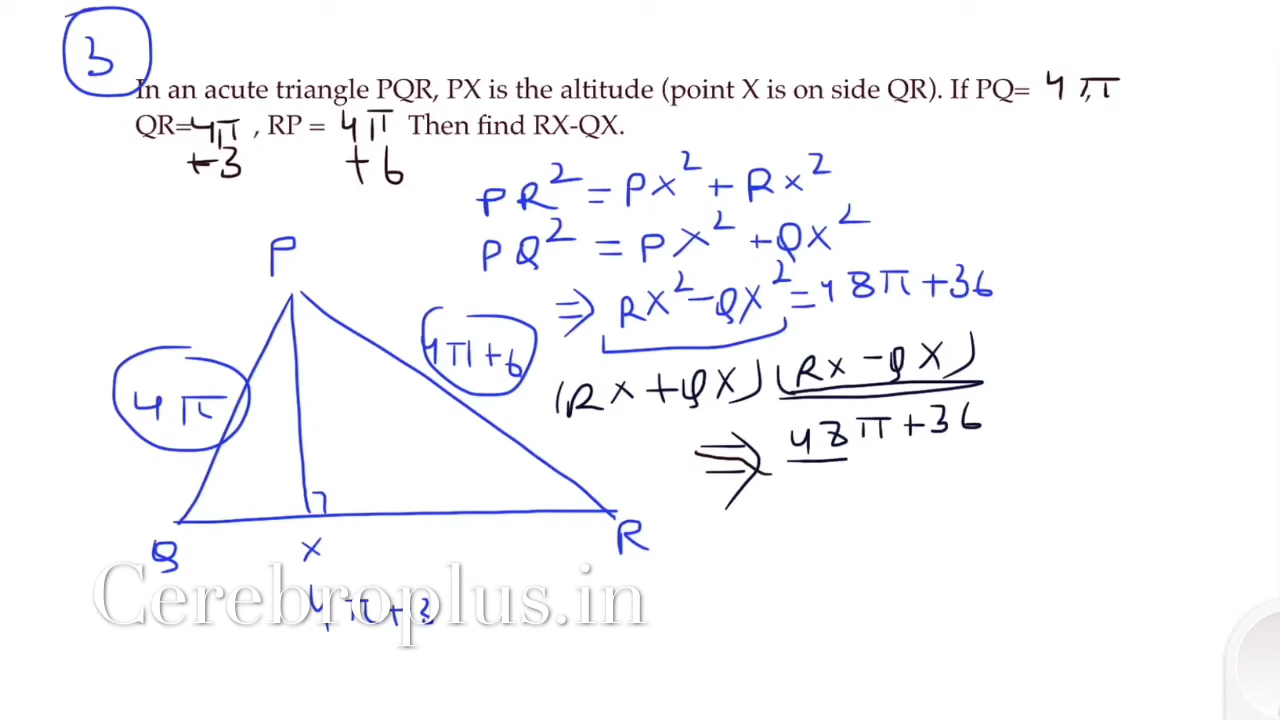 3
In an acute triangle PQR, PX is the altitude (point X is on side QR). If PQ= 4π,
QR=4π+3, RP = 4π+6 Then find RX-QX.
PR² = PX² + RX²
PQ² = PX² + QX²
⇒ RX² - QX² = 48π + 36
(RX + QX) (RX - QX)
⇒ 48π + 36
P
4π
4π+6
Q
X
R
4π+3
Cerebroplus.in